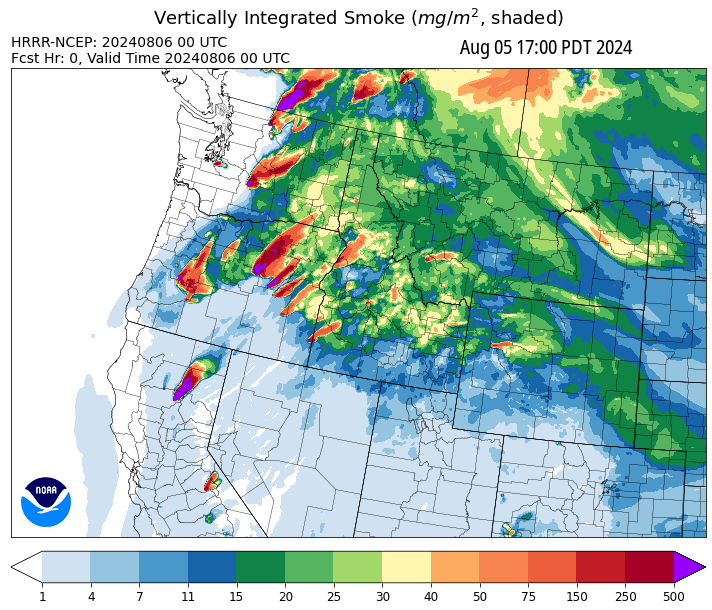 Vertically Integrated Smoke (mg/m², shaded)
HRRR-NCEP: 20240806 00 UTC
Fcst Hr: 0, Valid Time 20240806 00 UTC
Aug 05 17:00 PDT 2024
NOAA
1 4 7 11 15 20 25 30 40 50 75 150 250 500